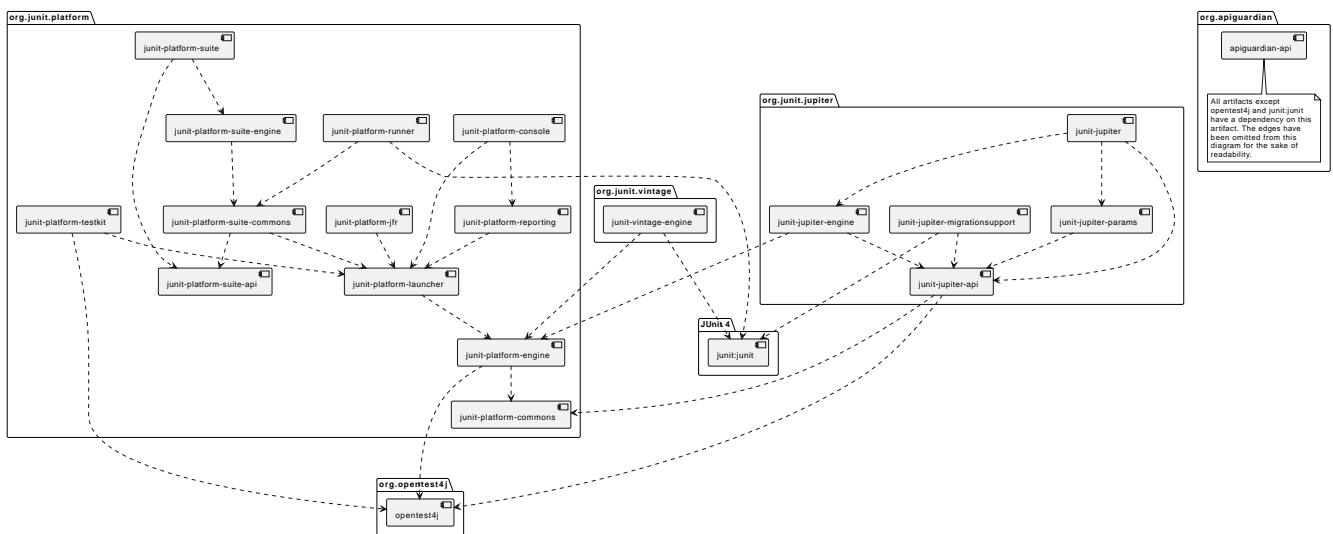 org.junit.platform
org.apiguardian
junit-platform-suite
apiguardian-api
org.junit.jupiter
All artifacts except
opentest4j and junit:junit
have a dependency on this
artifact. The edges have
been omitted from this
diagram for the sake of
readability.
junit-platform-suite-engine
junit-platform-runner
junit-platform-console
junit-jupiter
org.junit.vintage
junit-platform-testkit
junit-platform-suite-commons
junit-platform-jfr
junit-platform-reporting
junit-vintage-engine
junit-jupiter-engine
junit-jupiter-migrationsupport
junit-jupiter-params
junit-platform-suite-api
junit-platform-launcher
junit-jupiter-api
JUnit 4
junit-platform-engine
junit:junit
junit-platform-commons
org.opentest4j
opentest4j